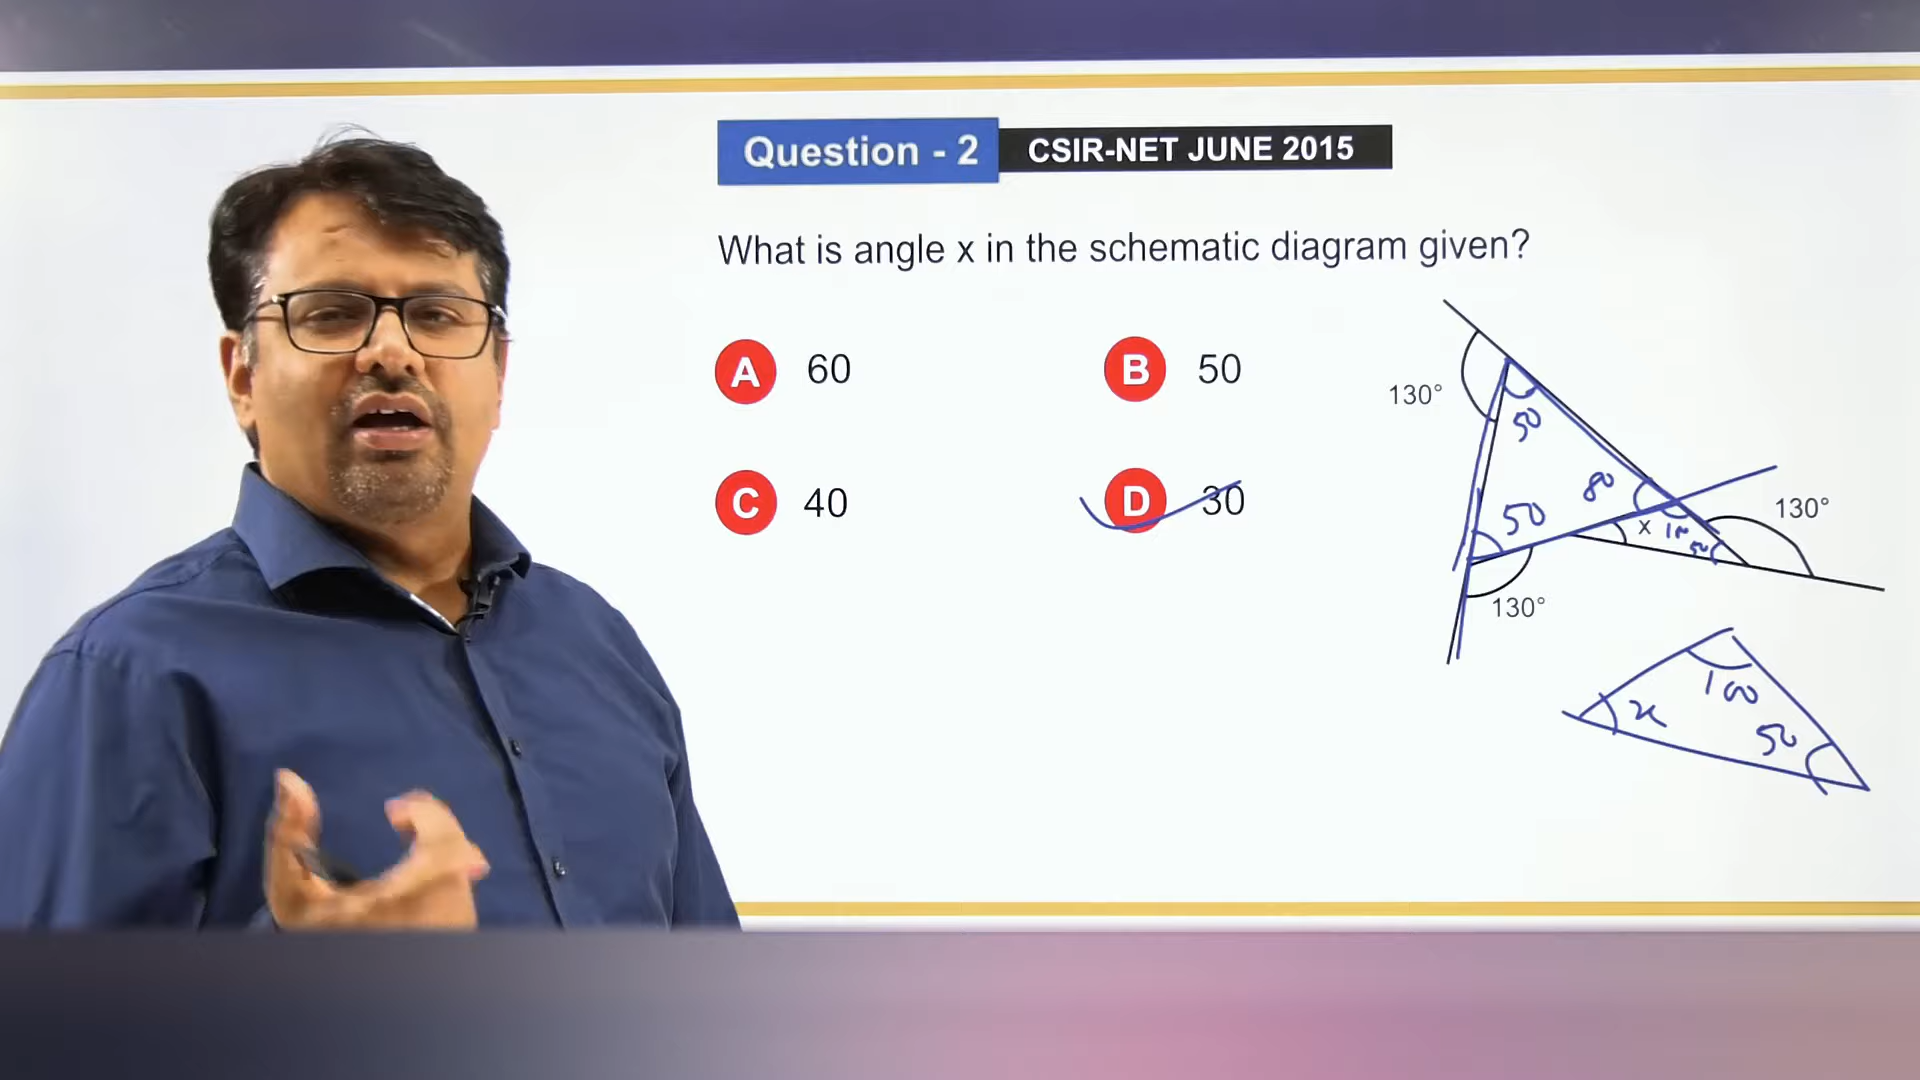 Question - 2 CSIR-NET JUNE 2015
What is angle x in the schematic diagram given?
A 60
B 50
C 40
D 30
130°
50
80
50
x
50
130°
130°
100
x
50